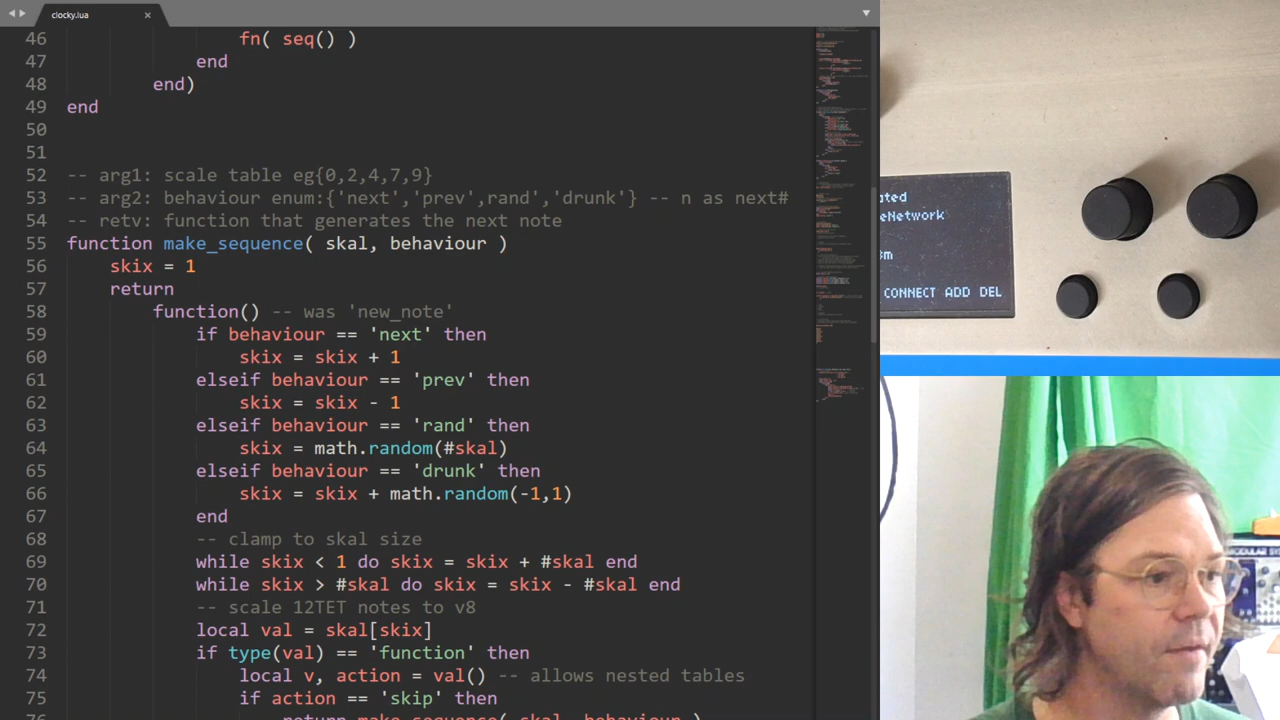 clocky.lua
46 fn( seq() )
47 end
48 end)
49 end
50
51
52 -- arg1: scale table eg{0,2,4,7,9}
53 -- arg2: behaviour enum:{'next','prev',rand','drunk'} -- n as next#
54 -- retv: function that generates the next note
55 function make_sequence( skal, behaviour )
56 skix = 1
57 return
58 function() -- was 'new_note'
59 if behaviour == 'next' then
60 skix = skix + 1
61 elseif behaviour == 'prev' then
62 skix = skix - 1
63 elseif behaviour == 'rand' then
64 skix = math.random(#skal)
65 elseif behaviour == 'drunk' then
66 skix = skix + math.random(-1,1)
67 end
68 -- clamp to skal size
69 while skix < 1 do skix = skix + #skal end
70 while skix > #skal do skix = skix - #skal end
71 -- scale 12TET notes to v8
72 local val = skal[skix]
73 if type(val) == 'function' then
74 local v, action = val() -- allows nested tables
75 if action == 'skip' then
76 return make_sequence( skal, behaviour )
ated
eNetwork
m
CONNECT ADD DEL